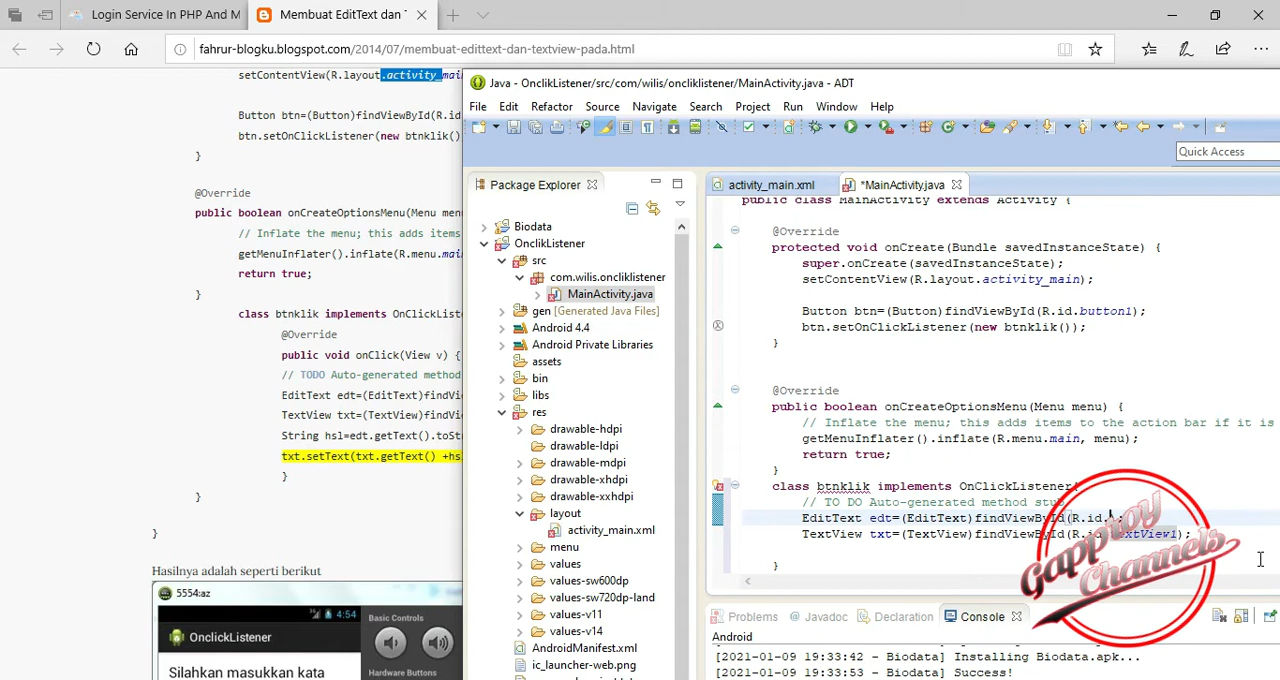 Login Service In PHP And M
Membuat EditText dan T
fahrur-blogku.blogspot.com/2014/07/membuat-edittext-dan-textview-pada.html
setContentView(R.layout.activity_mai
Button btn=(Button)findViewById(R.id
btn.setOnClickListener(new btnklik()
}
@Override
public boolean onCreateOptionsMenu(Menu menu
// Inflate the menu; this adds items
getMenuInflater().inflate(R.menu.mai
return true;
}
class btnklik implements OnClickListe
@Override
public void onClick(View v) {
// TODO Auto-generated method
EditText edt=(EditText)findVie
TextView txt=(TextView)findVie
String hsl=edt.getText().toStr
txt.setText(txt.getText() +hs
}
}
}
Hasilnya adalah seperti berikut
5554:az
4:54
OnclickListener
Silahkan masukkan kata
Basic Controls
Hardware Buttons
Java - OnclikListener/src/com/wilis/oncliklistener/MainActivity.java - ADT
File Edit Refactor Source Navigate Search Project Run Window Help
Quick Access
Package Explorer
Biodata
OnclikListener
src
com.wilis.oncliklistener
MainActivity.java
gen [Generated Java Files]
Android 4.4
Android Private Libraries
assets
bin
libs
res
drawable-hdpi
drawable-ldpi
drawable-mdpi
drawable-xhdpi
drawable-xxhdpi
layout
activity_main.xml
menu
values
values-sw600dp
values-sw720dp-land
values-v11
values-v14
AndroidManifest.xml
ic_launcher-web.png
activity_main.xml
*MainActivity.java
public class MainActivity extends Activity {
@Override
protected void onCreate(Bundle savedInstanceState) {
super.onCreate(savedInstanceState);
setContentView(R.layout.activity_main);
Button btn=(Button)findViewById(R.id.button1);
btn.setOnClickListener(new btnklik());
}
@Override
public boolean onCreateOptionsMenu(Menu menu) {
// Inflate the menu; this adds items to the action bar if it is
getMenuInflater().inflate(R.menu.main, menu);
return true;
}
class btnklik implements OnClickListener{
// TO DO Auto-generated method stub
EditText edt=(EditText)findViewById(R.id.);
TextView txt=(TextView)findViewById(R.id.textView1);
}
Gapproy
Channels
Problems
Javadoc
Declaration
Console
Android
[2021-01-09 19:33:42 - Biodata] Installing Biodata.apk...
[2021-01-09 19:33:53 - Biodata] Success!